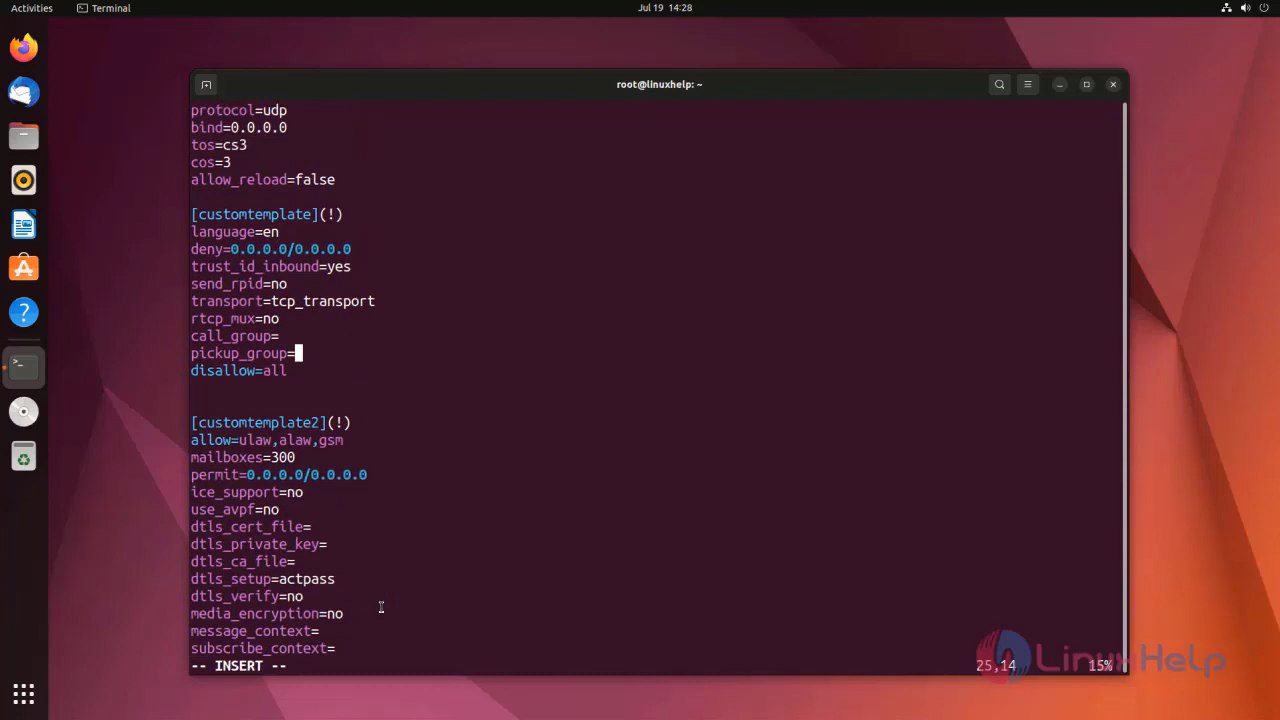 Activities
Terminal
Jul 19 14:28
root@linuxhelp: ~
protocol=udp
bind=0.0.0.0
tos=cs3
cos=3
allow_reload=false
[customtemplate](!)
language=en
deny=0.0.0.0/0.0.0.0
trust_id_inbound=yes
send_rpid=no
transport=tcp_transport
rtcp_mux=no
call_group=
pickup_group=
disallow=all
[customtemplate2](!)
allow=ulaw,alaw,gsm
mailboxes=300
permit=0.0.0.0/0.0.0.0
ice_support=no
use_avpf=no
dtls_cert_file=
dtls_private_key=
dtls_ca_file=
dtls_setup=actpass
dtls_verify=no
media_encryption=no
message_context=
subscribe_context=
-- INSERT --
25,14
15%
LinuxHelp